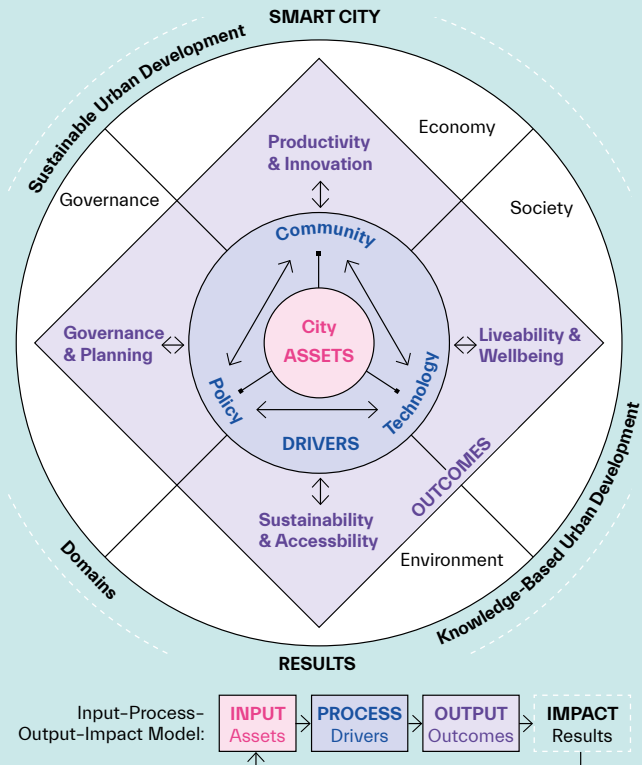 SMART CITY
Sustainable Urban Development
Economy
Productivity
& Innovation
Governance
Society
Community
City
ASSETS
Governance
& Planning
Liveability &
Wellbeing
Policy
Technology
DRIVERS
OUTCOMES
Sustainability
& Accessbility
Environment
Domains
Knowledge-Based Urban Development
RESULTS
Input–Process–
Output–Impact Model:
INPUT
Assets
PROCESS
Drivers
OUTPUT
Outcomes
IMPACT
Results